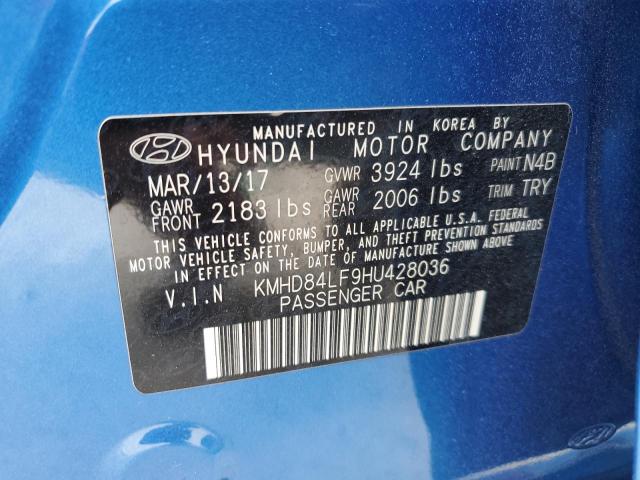 MANUFACTURED IN KOREA BY
HYUNDAI MOTOR COMPANY
MAR/13/17 GVWR 3924 lbs PAINT N4B
GAWR FRONT 2183 lbs GAWR REAR 2006 lbs TRIM TRY
THIS VEHICLE CONFORMS TO ALL APPLICABLE U.S.A. FEDERAL
MOTOR VEHICLE SAFETY, BUMPER, AND THEFT PREVENTION STANDARDS
IN EFFECT ON THE DATE OF MANUFACTURE SHOWN ABOVE.
V.I.N KMHD84LF9HU428036
PASSENGER CAR